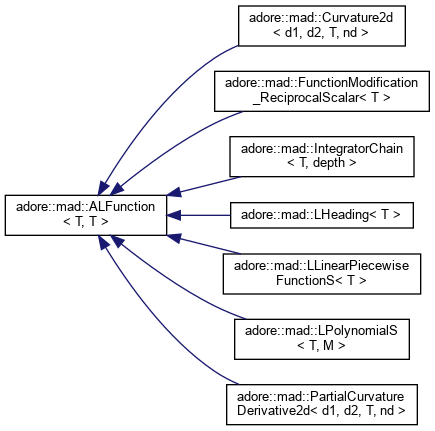 adore::mad::Curvature2d
< d1, d2, T, nd >
adore::mad::FunctionModification
_ReciprocalScalar< T >
adore::mad::IntegratorChain
< T, depth >
adore::mad::ALFunction
< T, T >
adore::mad::LHeading< T >
adore::mad::LLinearPiecewise
FunctionS< T >
adore::mad::LPolynomialS
< T, M >
adore::mad::PartialCurvature
Derivative2d< d1, d2, T, nd >